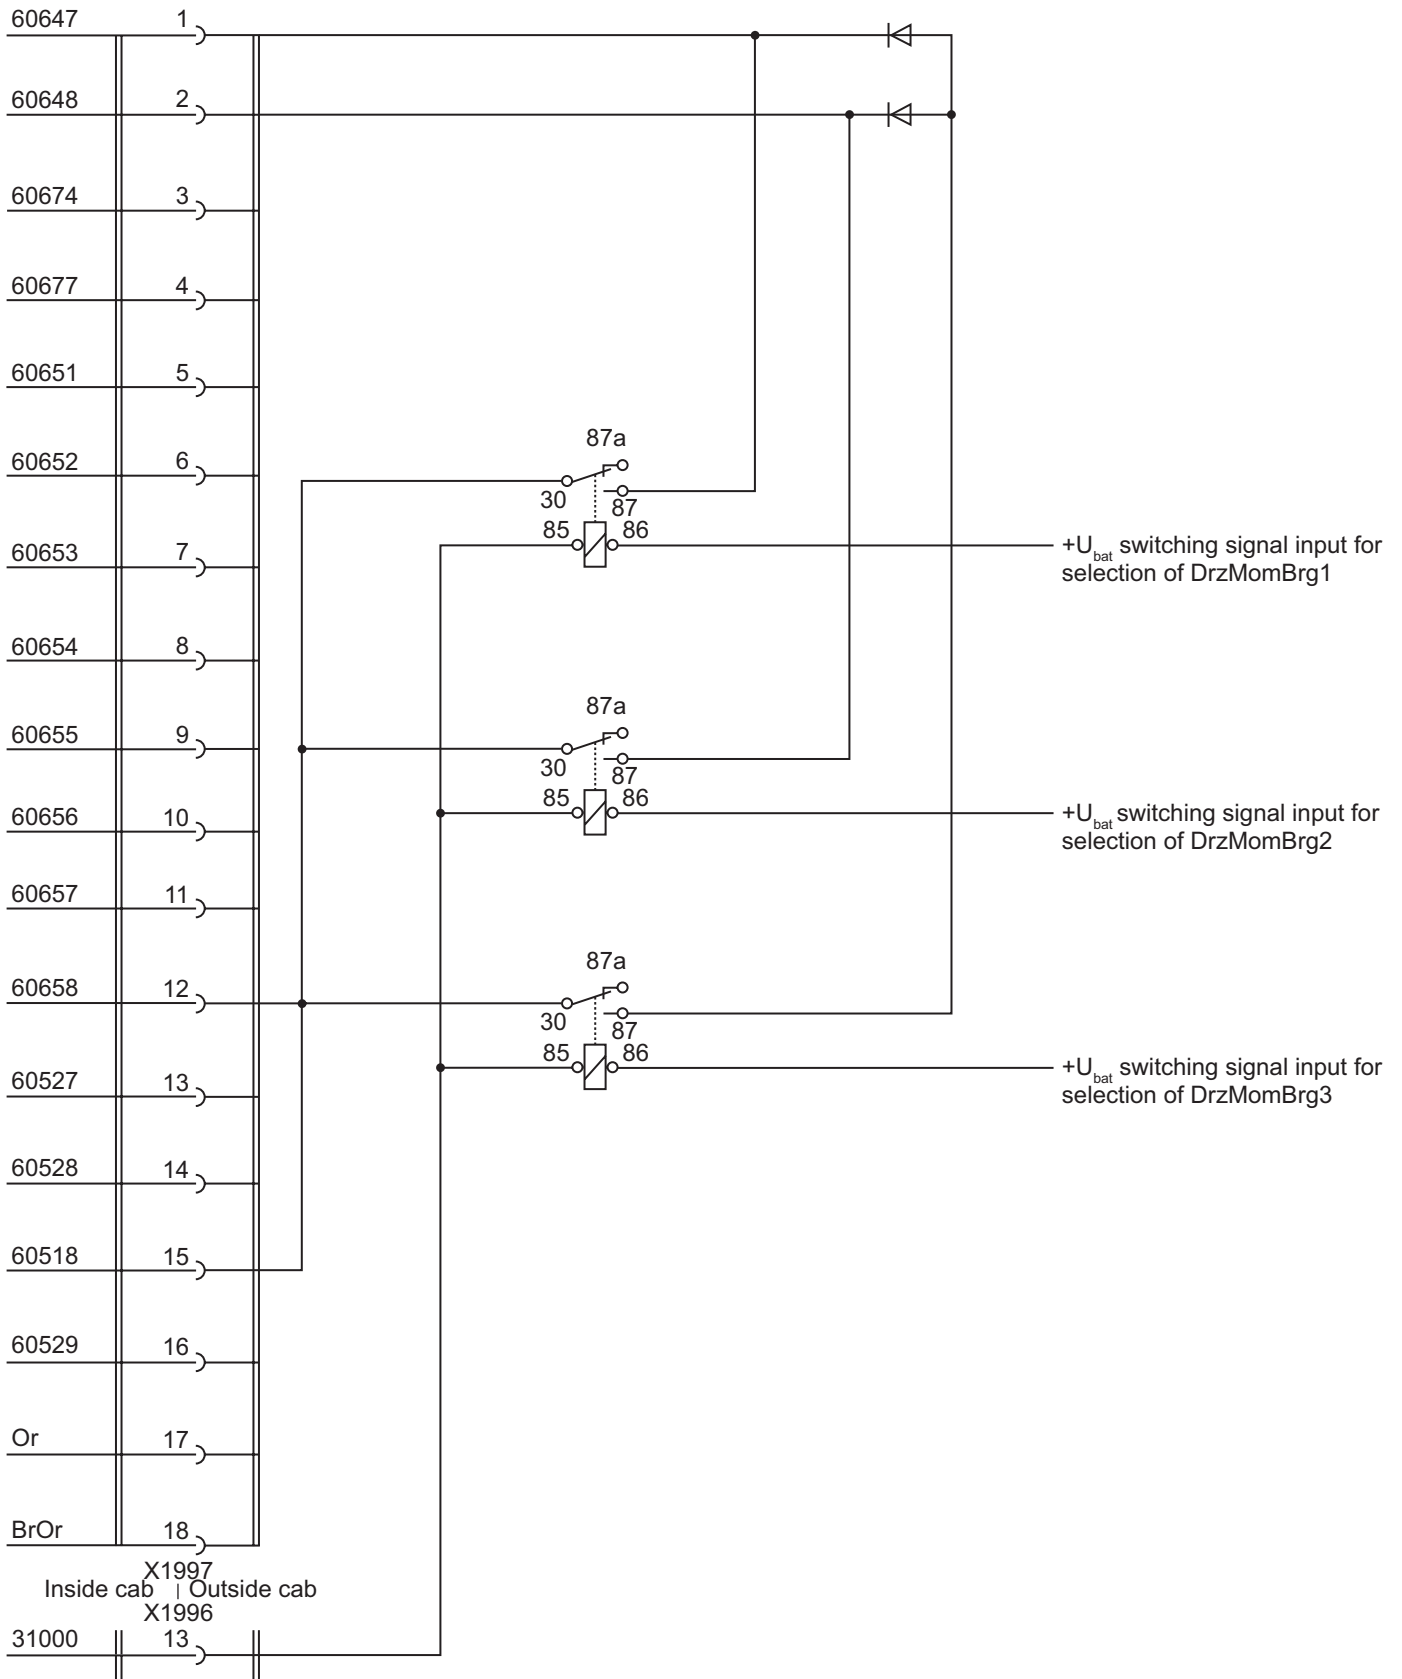 60647 1
60648 2
60674 3
60677 4
60651 5
87a
60652 6
30 87
85 86
60653 7
+Ubat switching signal input for
selection of DrzMomBrg1
60654 8
87a
60655 9
30 87
85 86
60656 10
+Ubat switching signal input for
selection of DrzMomBrg2
60657 11
87a
60658 12
30 87
85 86
60527 13
+Ubat switching signal input for
selection of DrzMomBrg3
60528 14
60518 15
60529 16
Or 17
BrOr 18
X1997
Inside cab | Outside cab
X1996
31000 13